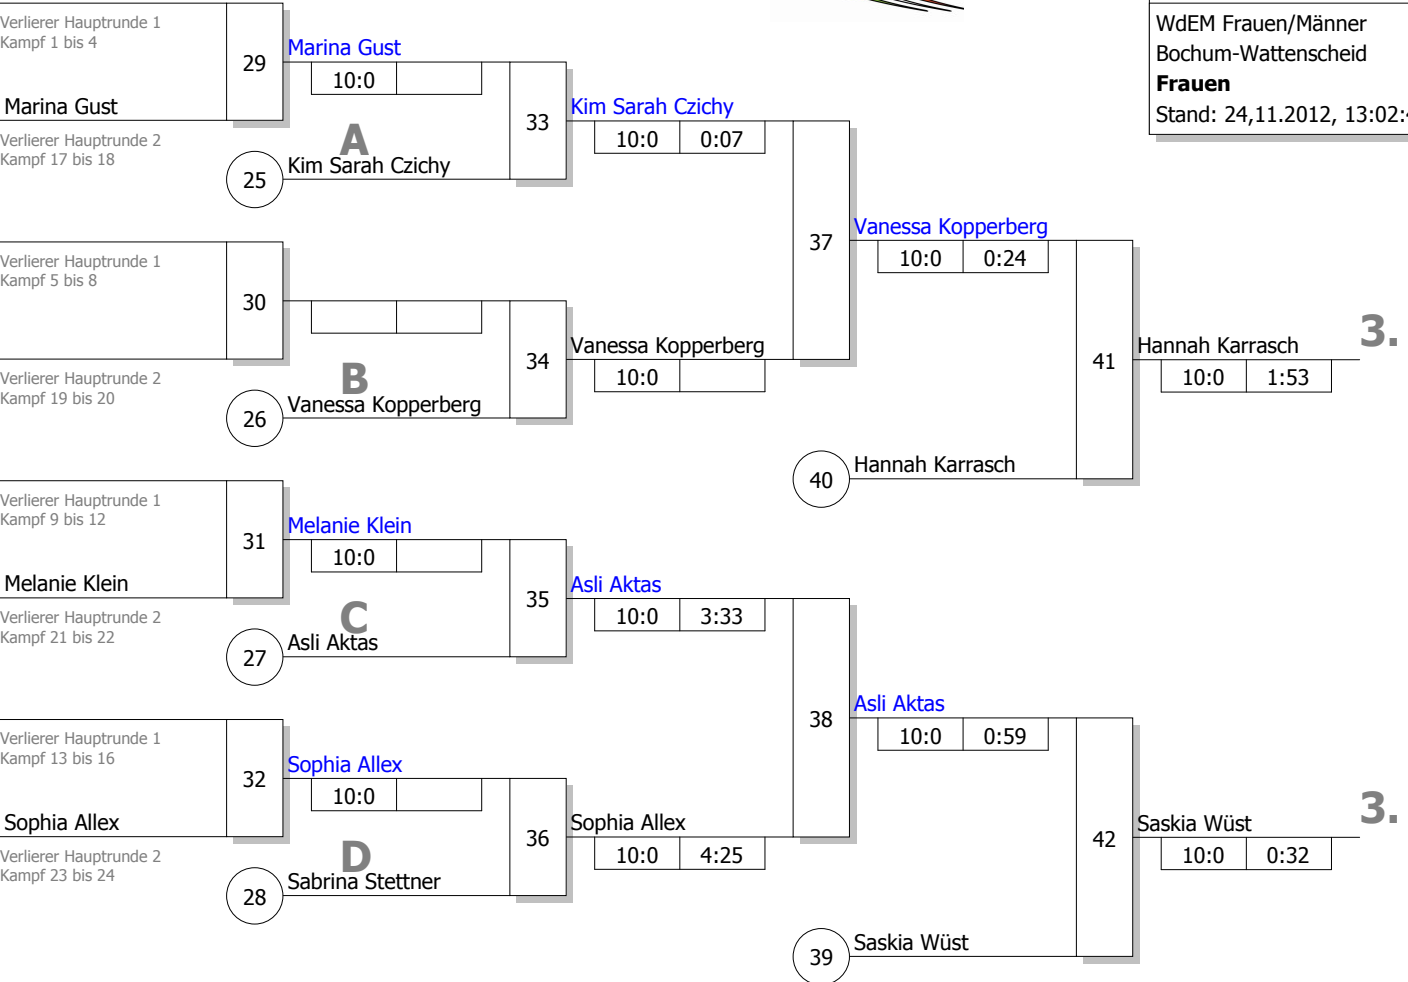 WdEM Frauen/Männer
Bochum-Wattenscheid
Frauen
Stand: 24,11.2012, 13:02:
Verlierer Hauptrunde 1
Kampf 1 bis 4
29
Marina Gust
10:0
Marina Gust
33
Kim Sarah Czichy
10:0 0:07
Verlierer Hauptrunde 2
Kampf 17 bis 18
A
25
Kim Sarah Czichy
37
Vanessa Kopperberg
10:0 0:24
Verlierer Hauptrunde 1
Kampf 5 bis 8
30
34
Vanessa Kopperberg
10:0
Verlierer Hauptrunde 2
Kampf 19 bis 20
B
26
Vanessa Kopperberg
41
Hannah Karrasch
10:0 1:53
3.
40
Hannah Karrasch
Verlierer Hauptrunde 1
Kampf 9 bis 12
31
Melanie Klein
10:0
Melanie Klein
35
Asli Aktas
10:0 3:33
Verlierer Hauptrunde 2
Kampf 21 bis 22
C
27
Asli Aktas
38
Asli Aktas
10:0 0:59
Verlierer Hauptrunde 1
Kampf 13 bis 16
32
Sophia Allex
10:0
Sophia Allex
36
Sophia Allex
10:0 4:25
Verlierer Hauptrunde 2
Kampf 23 bis 24
D
28
Sabrina Stettner
42
Saskia Wüst
10:0 0:32
3.
39
Saskia Wüst